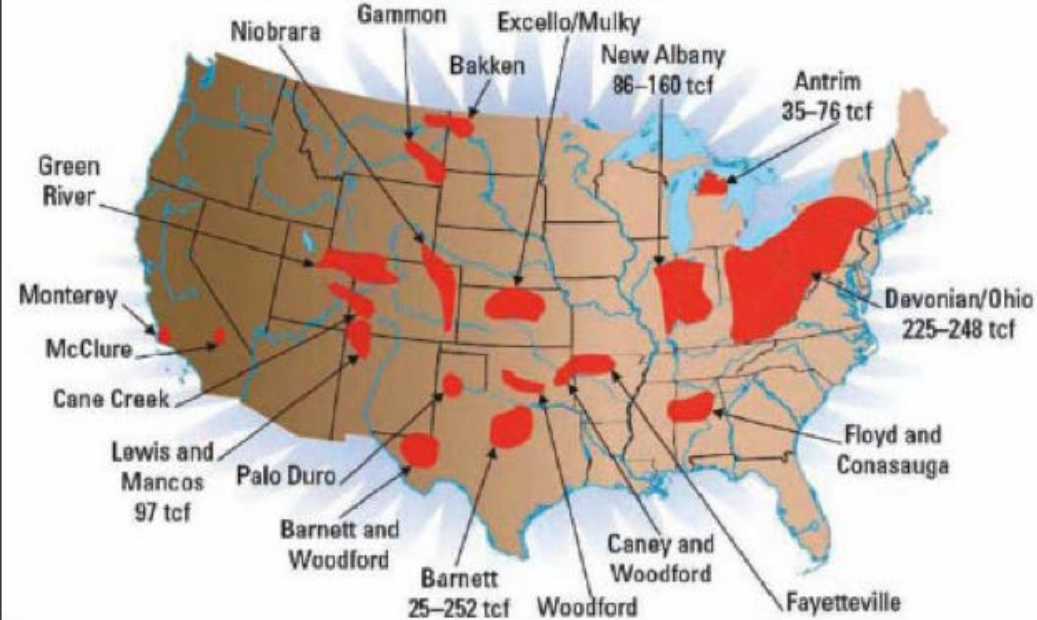 Gammon
Excello/Mulky
Niobrara
New Albany
86–160 tcf
Bakken
Antrim
35–76 tcf
Green
River
Monterey
Devonian/Ohio
225–248 tcf
McClure
Cane Creek
Floyd and
Conasauga
Lewis and
Mancos
97 tcf
Palo Duro
Barnett and
Woodford
Caney and
Woodford
Barnett
25–252 tcf
Woodford
Fayetteville